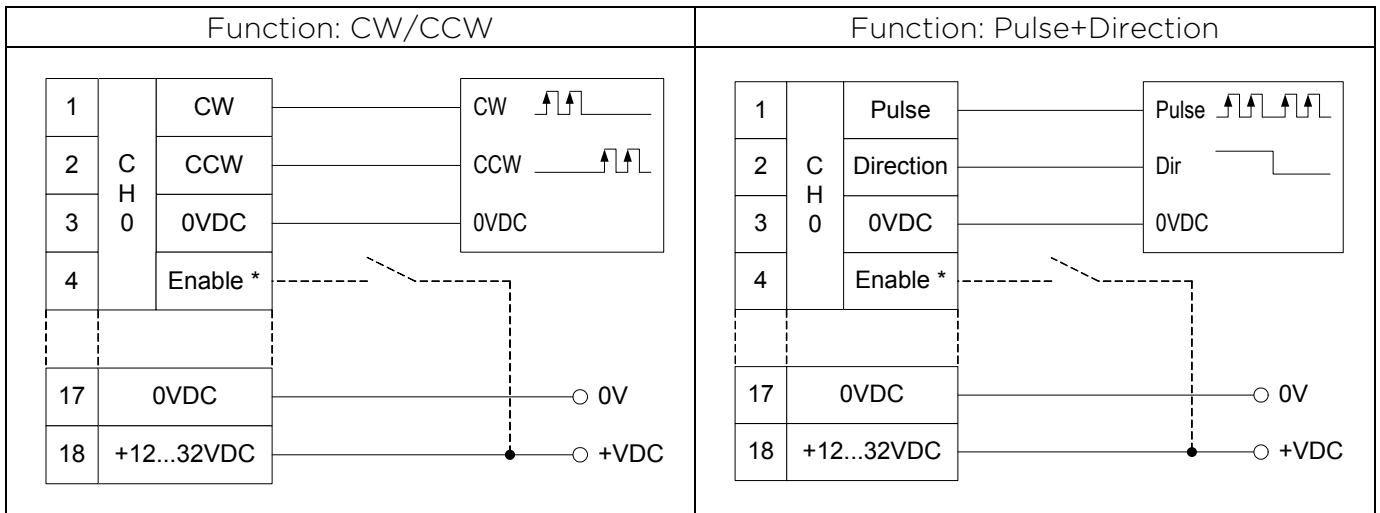 Function: CW/CCW
Function: Pulse+Direction
1 CW CW
2 CCW CCW
CH0
3 0VDC 0VDC
4 Enable *
17 0VDC 0V
18 +12...32VDC +VDC
1 Pulse Pulse
2 Direction Dir
CH0
3 0VDC 0VDC
4 Enable *
17 0VDC 0V
18 +12...32VDC +VDC